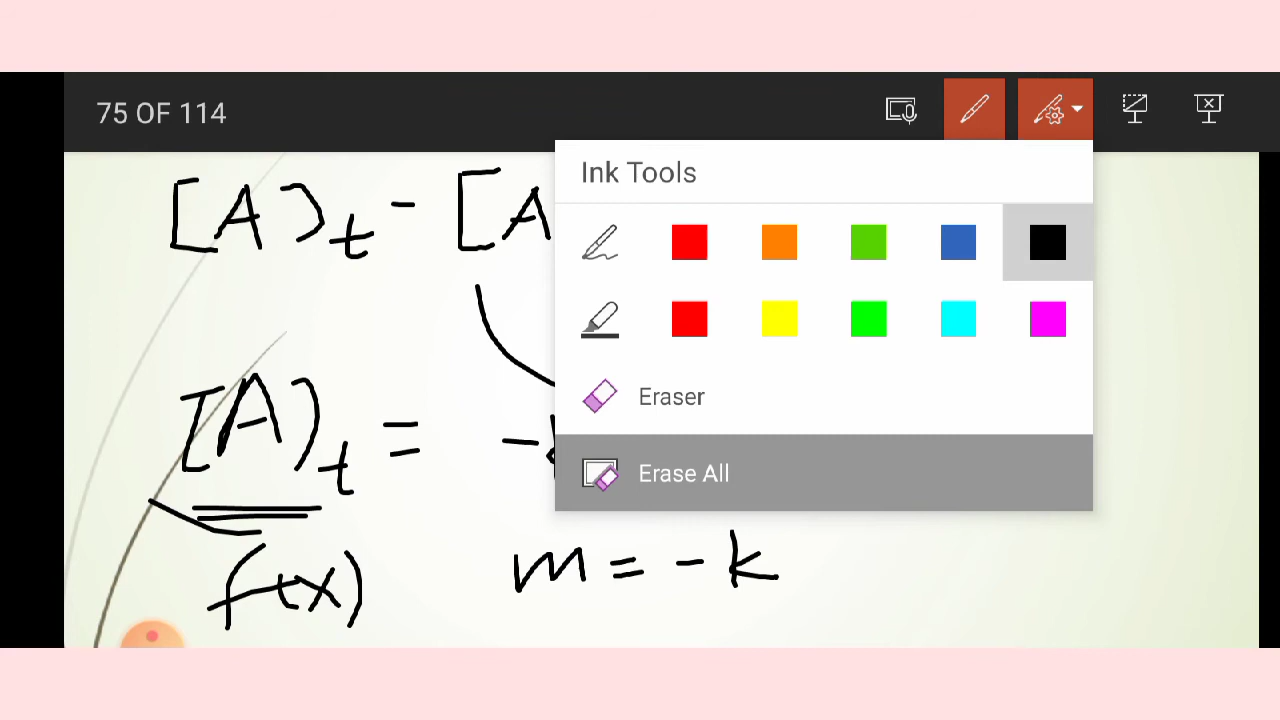 75 OF 114
Ink Tools
[A)t - [A
Eraser
[A)t = -
Erase All
m = - k
f(x)